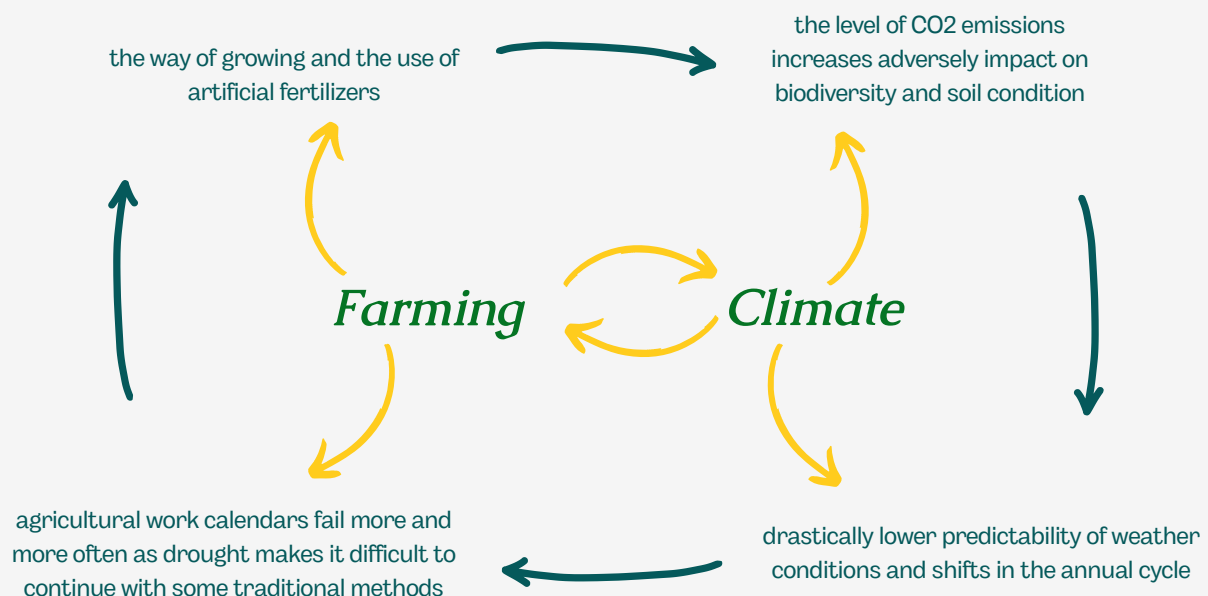 the way of growing and the use of
artificial fertilizers
the level of CO2 emissions
increases adversely impact on
biodiversity and soil condition
Farming
Climate
agricultural work calendars fail more and
more often as drought makes it difficult to
continue with some traditional methods
drastically lower predictability of weather
conditions and shifts in the annual cycle